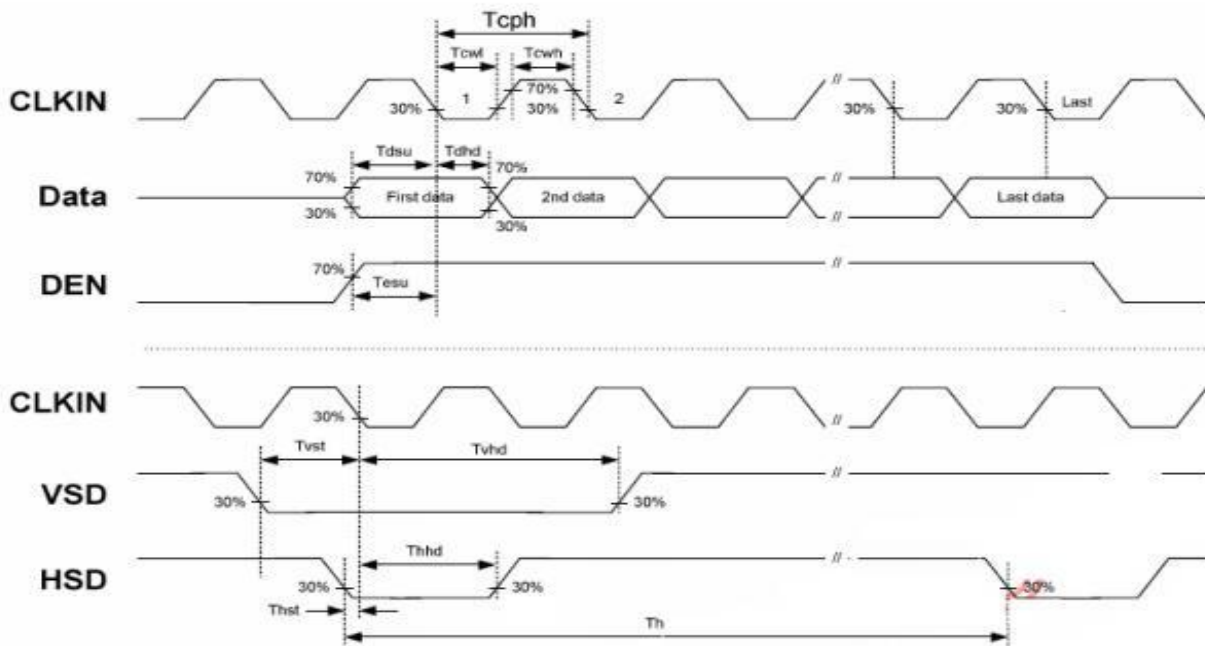 Tcph
Tcwl Tcwh
CLKIN 30% 1 70% 30% 2 // 30% 30% Last
Tdsu Tdhd
Data 70% 30% First data 70% 30% 2nd data // Last data
DEN 70% Tesu //
CLKIN 30% //
Tvst Tvhd
VSD 30% 30% //
Thhd
HSD 30% 30% // 30%
Thst
Th